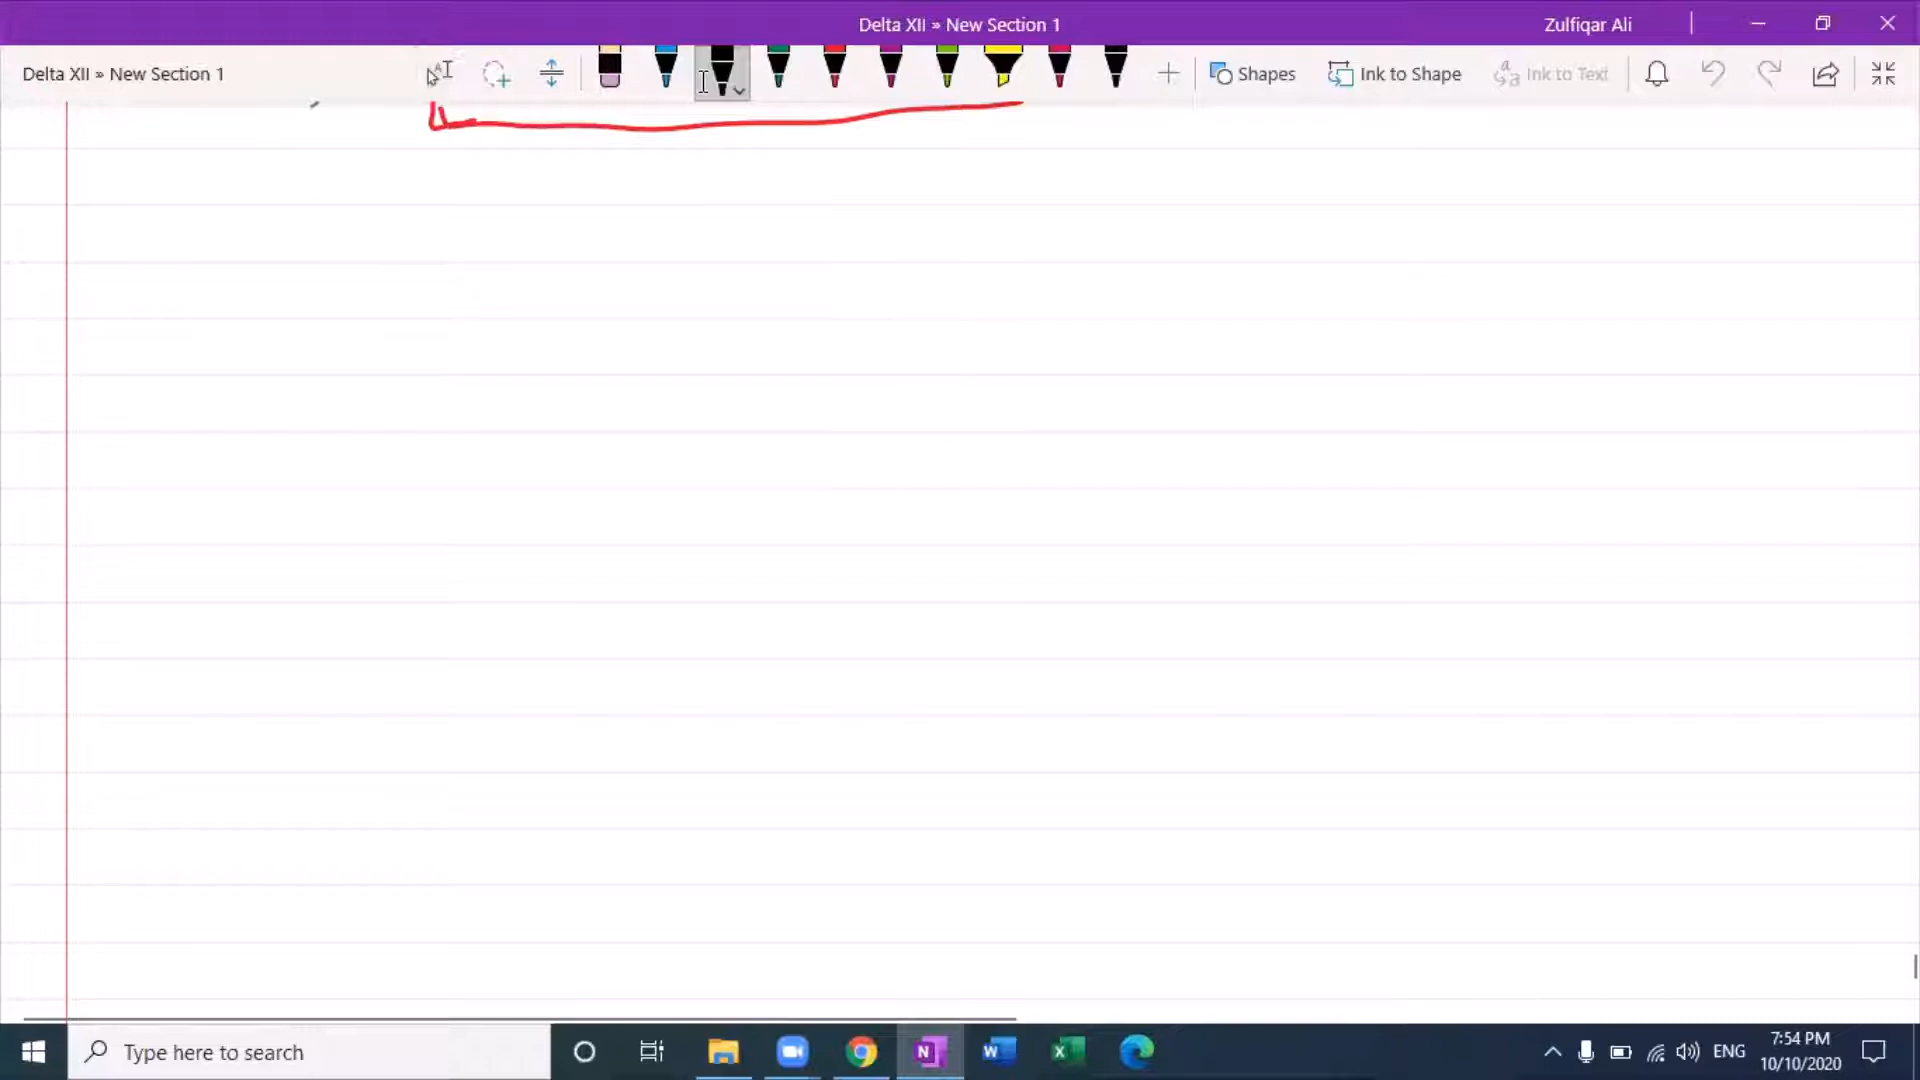 Delta XII » New Section 1
Zulfiqar Ali
Delta XII » New Section 1
Shapes
Ink to Shape
Ink to Text
Type here to search
ENG
7:54 PM
10/10/2020